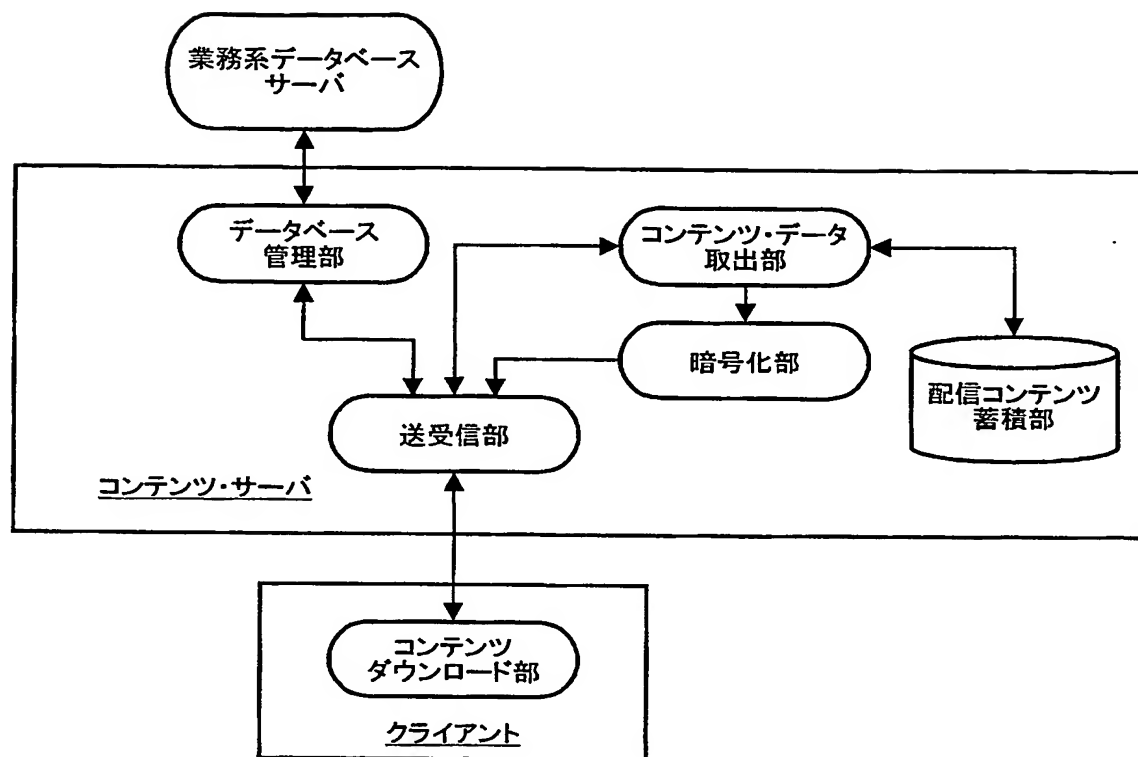 業務系データベース
サーバ
データベース
管理部
コンテンツ・データ
取出部
暗号化部
配信コンテンツ
蓄積部
送受信部
コンテンツ・サーバ
コンテンツ
ダウンロード部
クライアント